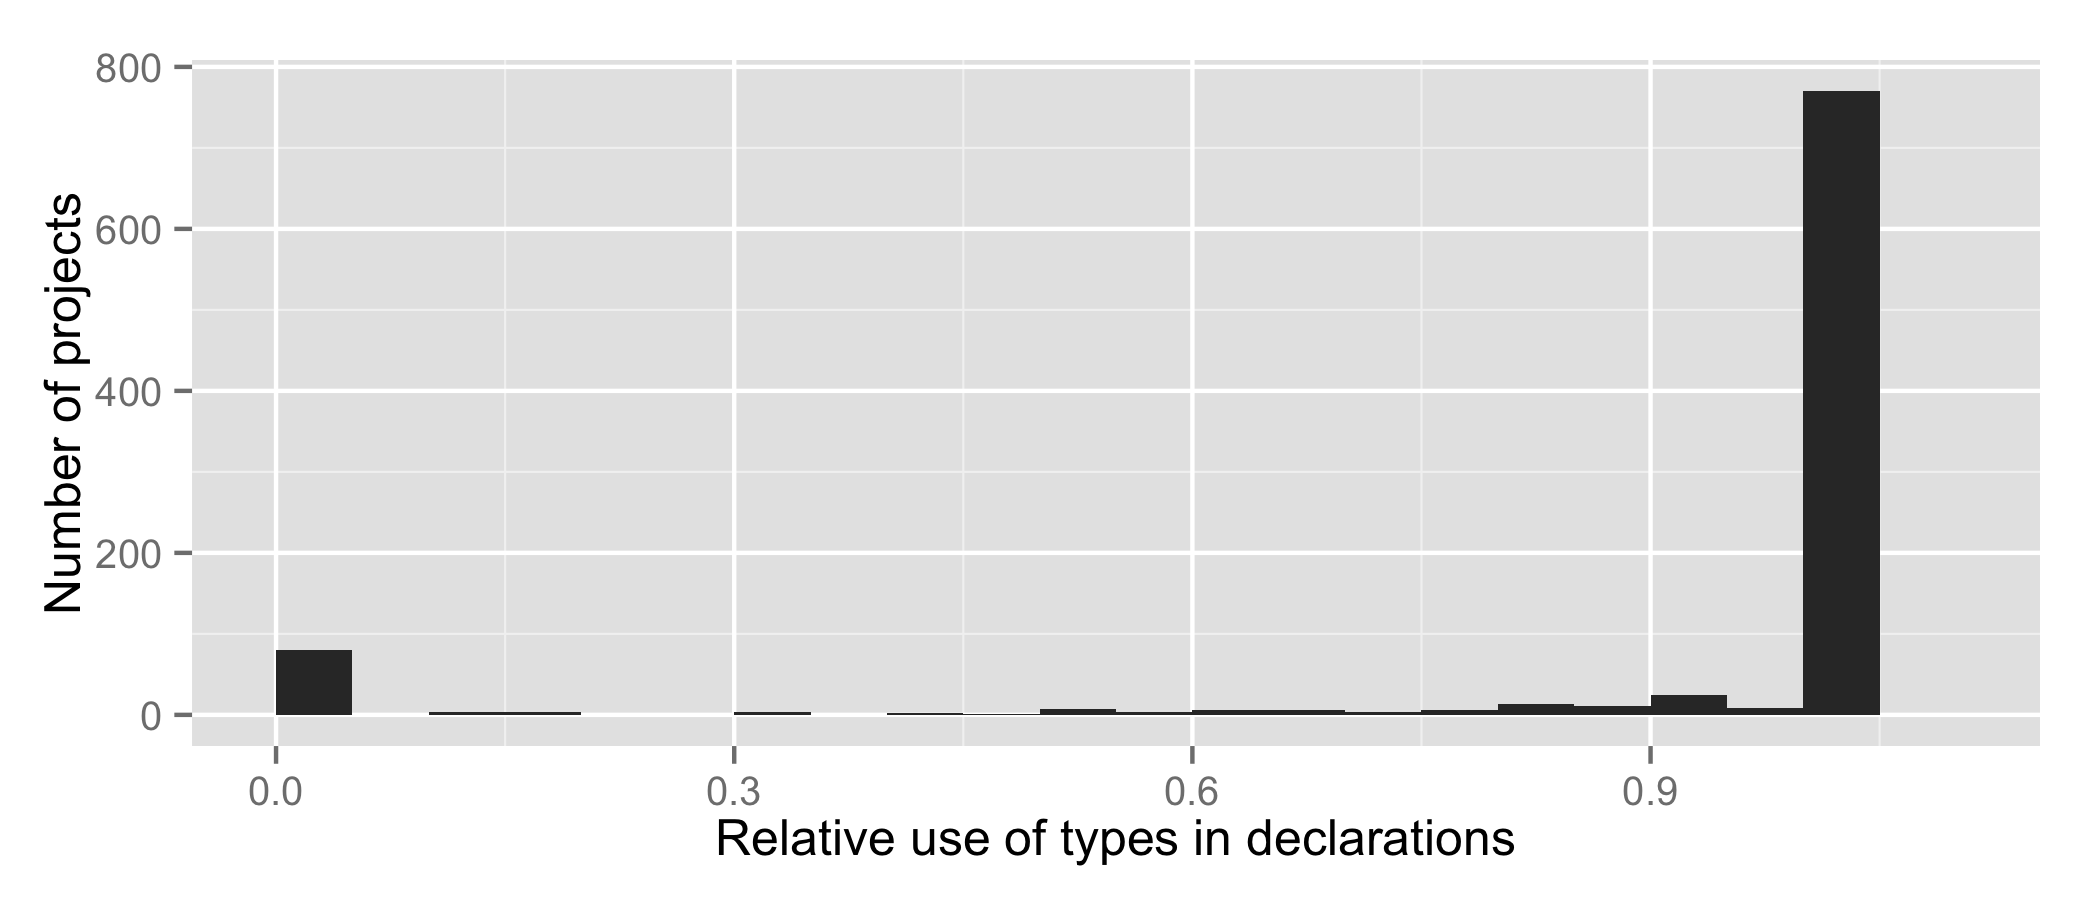 Number of projects
800
600
400
200
0
0.0 0.3 0.6 0.9
Relative use of types in declarations